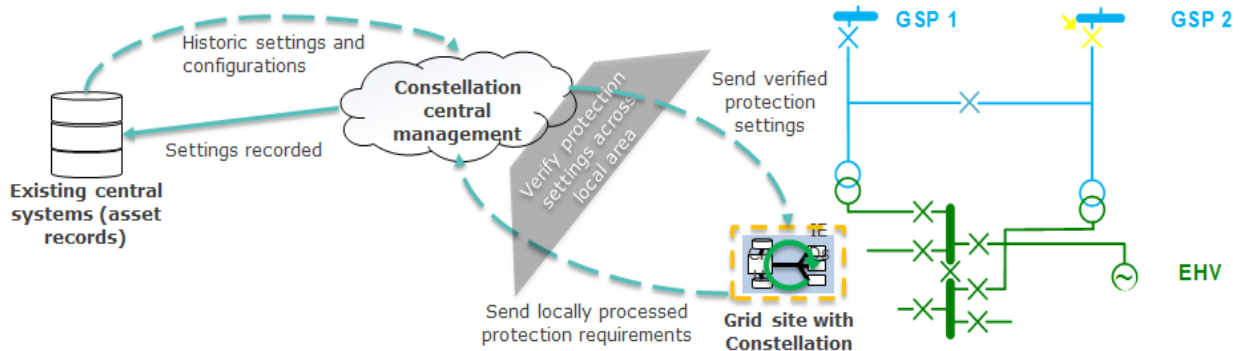 Historic settings and
configurations
Constellation
central
management
Settings recorded
Existing central
systems (asset
records)
Verify protection
settings across
local area
Send verified
protection
settings
Send locally processed
protection requirements
IE
Ds
Grid site with
Constellation
GSP 1
GSP 2
EHV